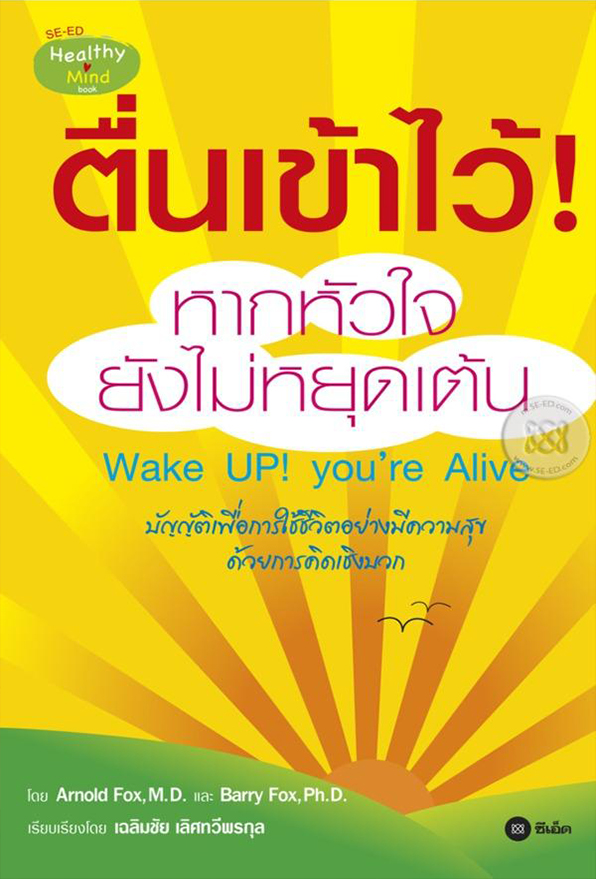 SE-ED
Healthy
Mind
book
ตื่นเข้าไว้!
หากหัวใจ
ยังไม่หยุดเต้น
Wake UP! you're Alive
บัญญัติเพื่อการใช้ชีวิตอย่างมีความสุข
ด้วยการคิดเชิงบวก
โดย Arnold Fox, M.D. และ Barry Fox, Ph.D.
เรียบเรียงโดย เฉลิมชัย เลิศทวีพรกุล
ซีเอ็ด
www.SE-ED.com